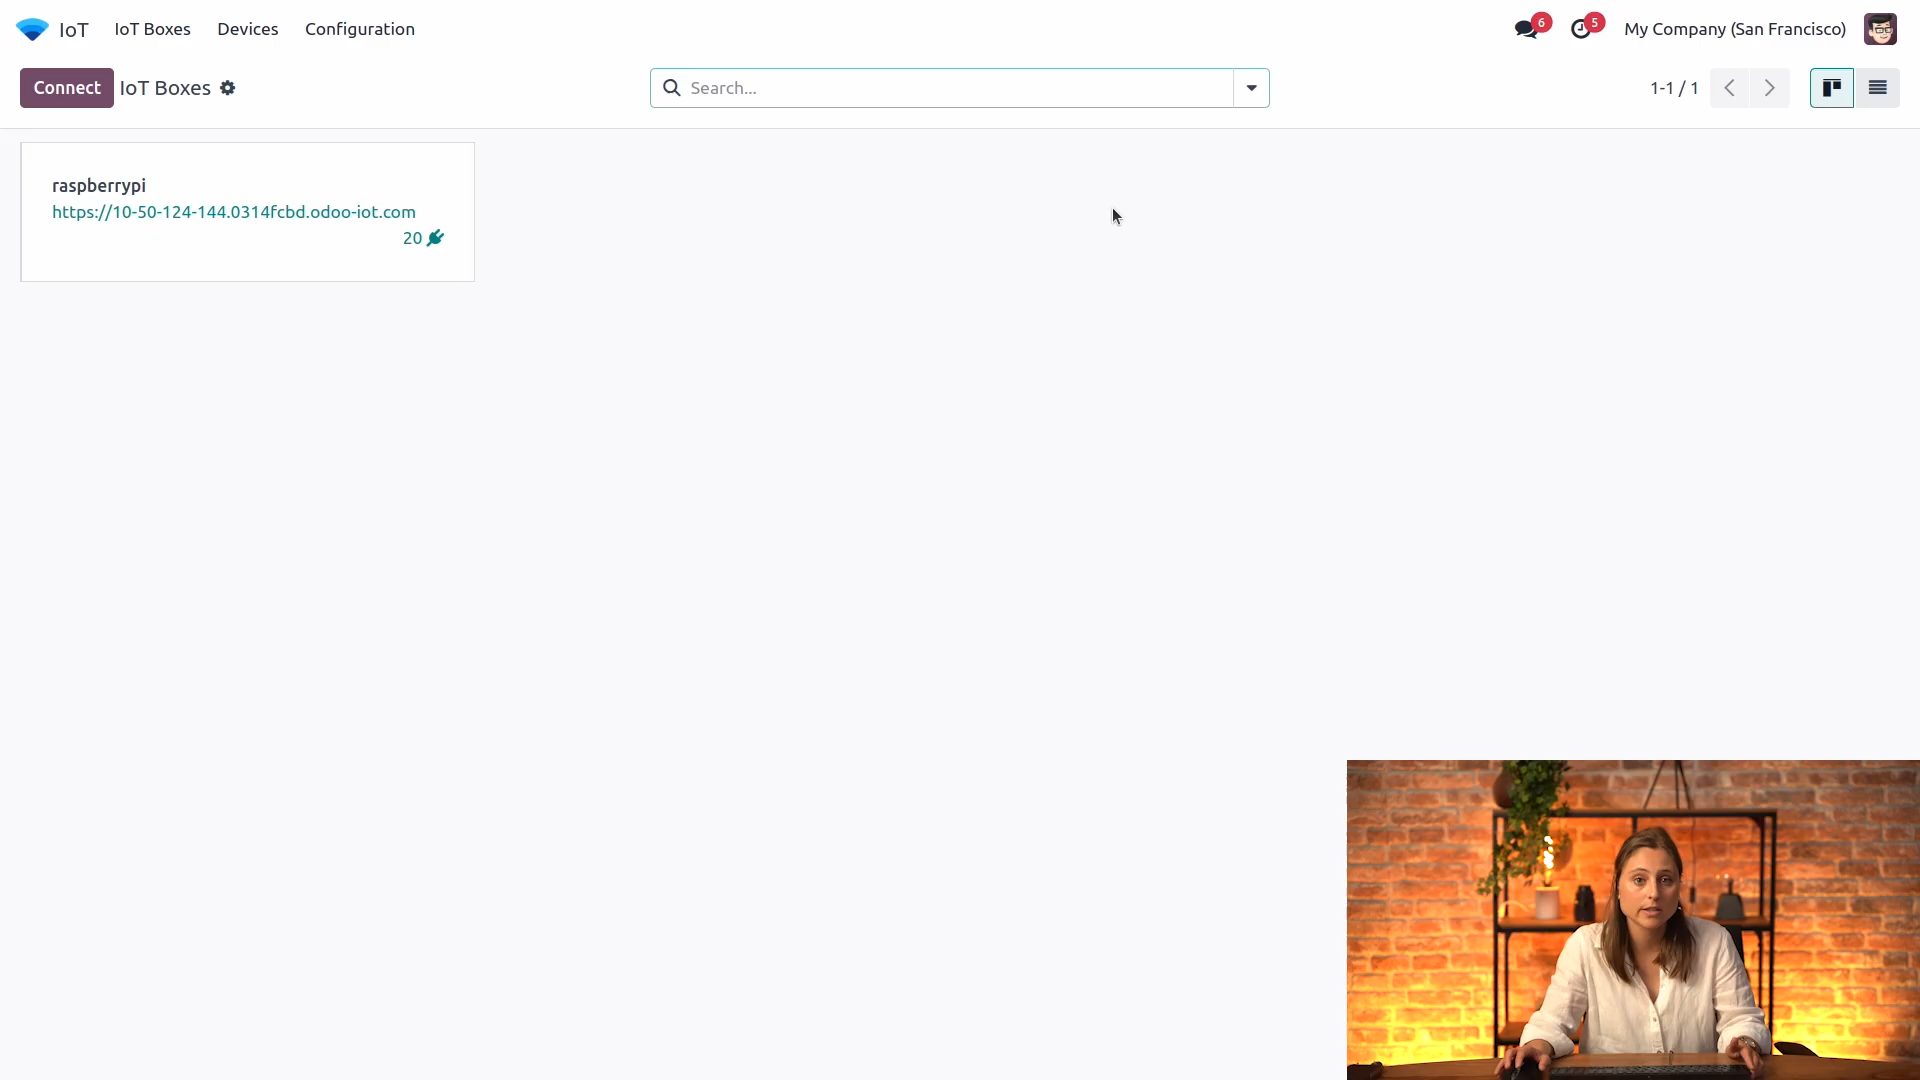 IoT IoT Boxes Devices Configuration 6 5 My Company (San Francisco)
Connect IoT Boxes Search... 1-1 / 1
raspberrypi
https://10-50-124-144.0314fcbd.odoo-iot.com
20